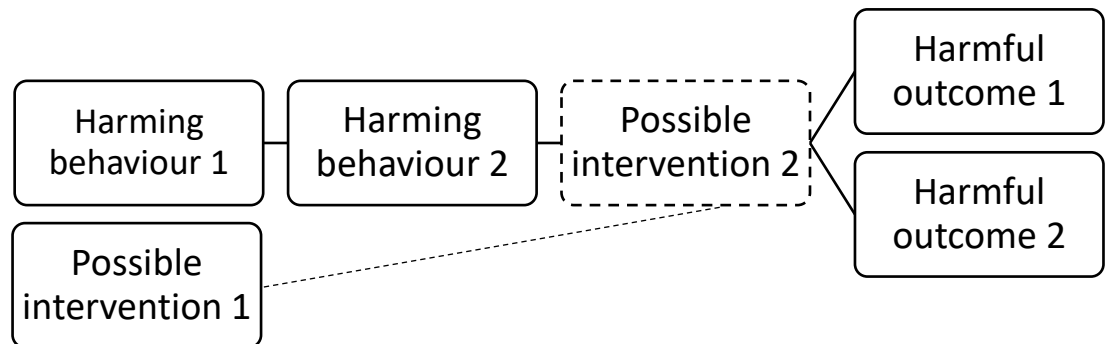 Harming
behaviour 1
Harming
behaviour 2
Possible
intervention 2
Harmful
outcome 1
Harmful
outcome 2
Possible
intervention 1